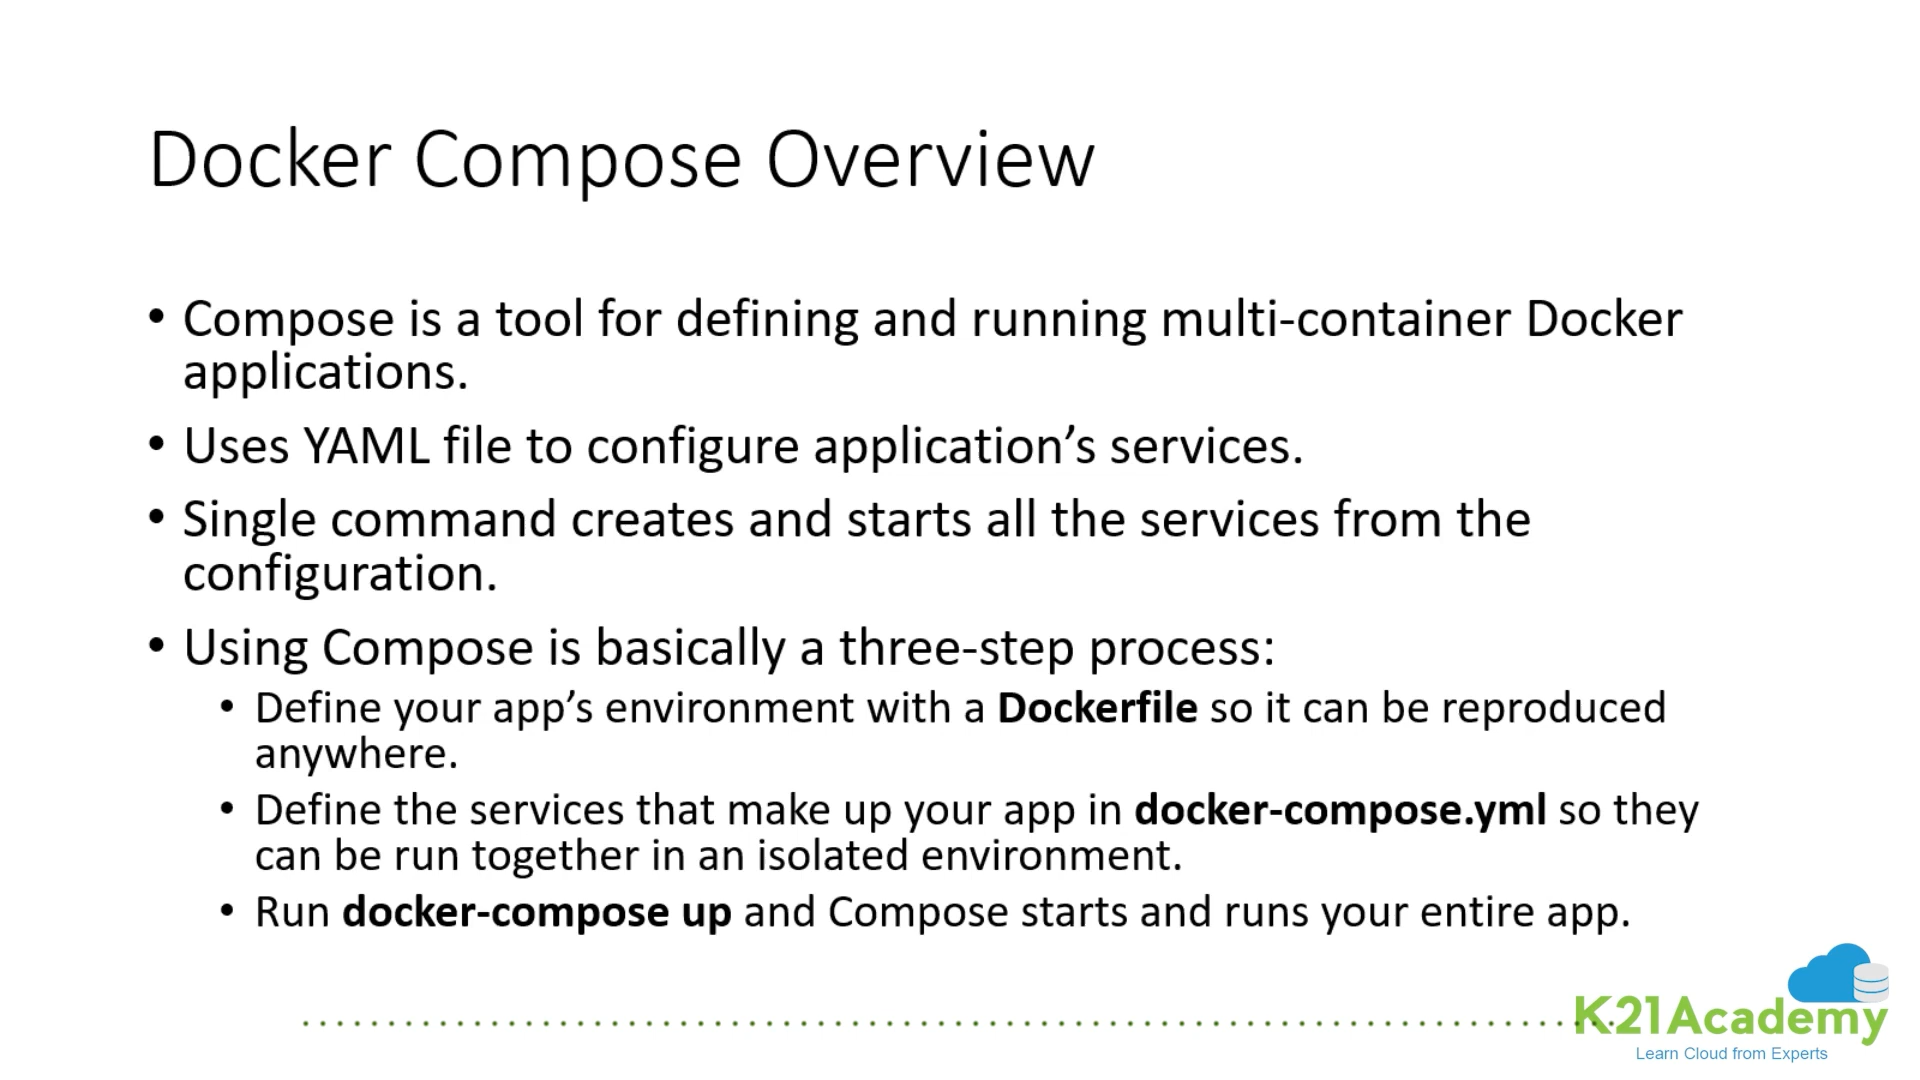 Docker Compose Overview
• Compose is a tool for defining and running multi-container Docker
applications.
• Uses YAML file to configure application’s services.
• Single command creates and starts all the services from the
configuration.
• Using Compose is basically a three-step process:
• Define your app’s environment with a Dockerfile so it can be reproduced
anywhere.
• Define the services that make up your app in docker-compose.yml so they
can be run together in an isolated environment.
• Run docker-compose up and Compose starts and runs your entire app.
K21Academy
Learn Cloud from Experts